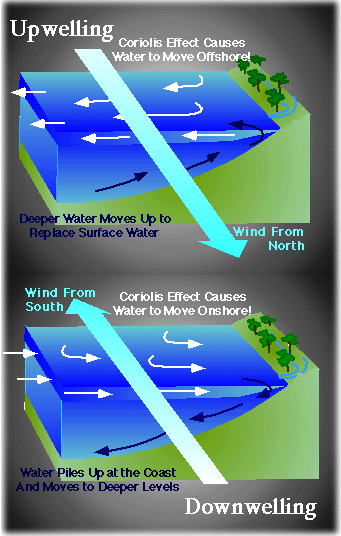 Upwelling
Coriolis Effect Causes
Water to Move Offshore!
Deeper Water Moves Up to
Replace Surface Water
Wind From
North
Wind From
South
Coriolis Effect Causes
Water to Move Onshore!
Water Piles Up at the Coast
And Moves to Deeper Levels
Downwelling